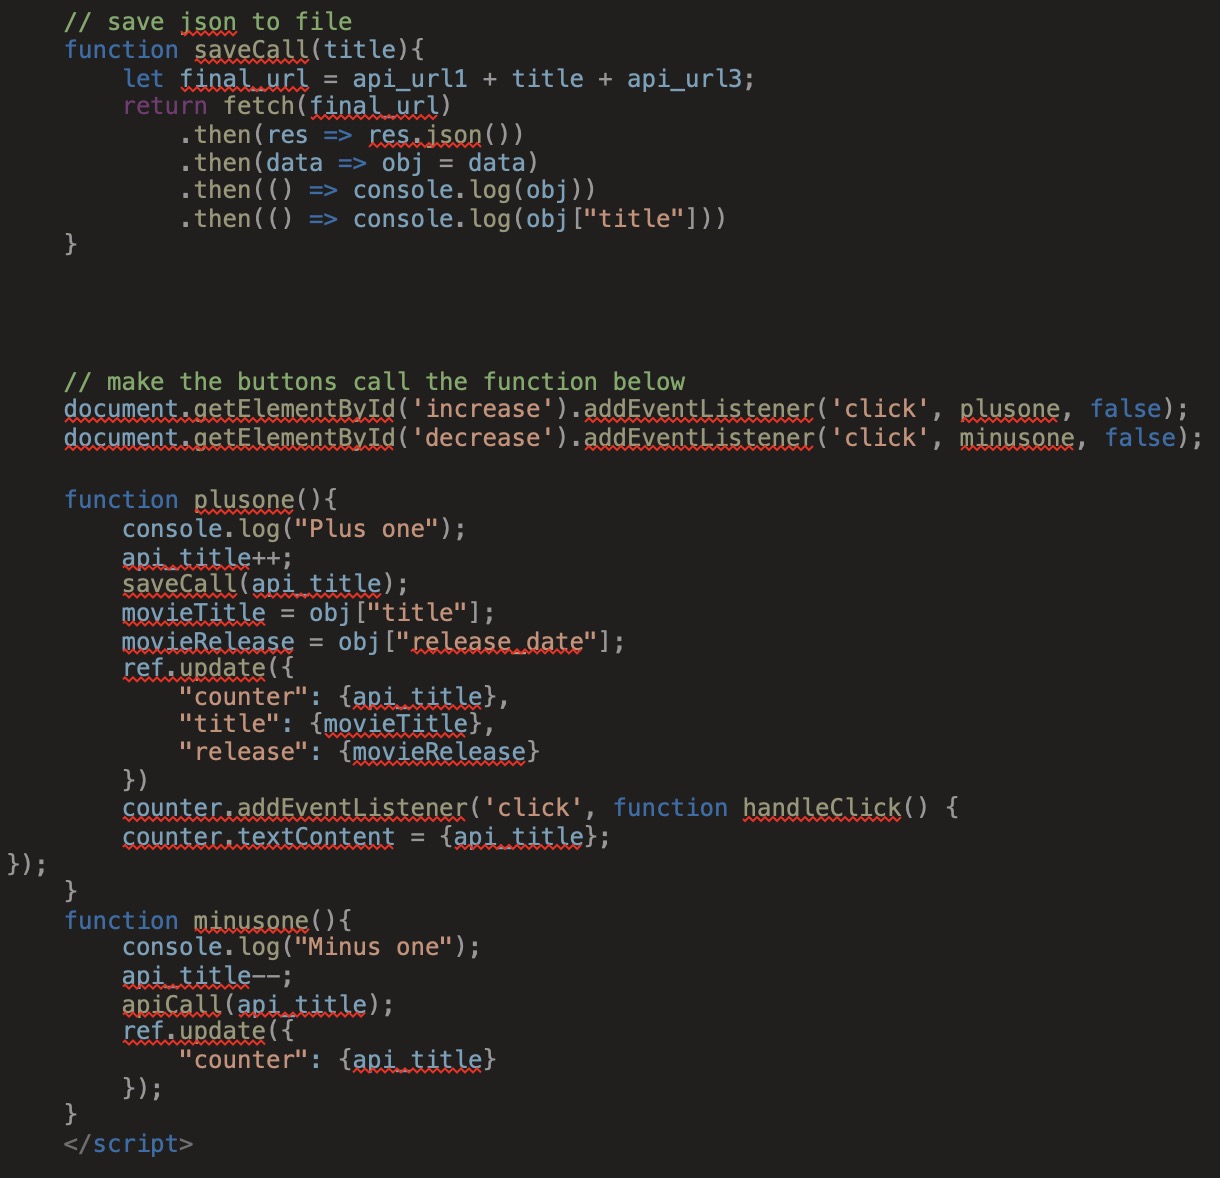 // save json to file
function saveCall(title){
let final_url = api_url1 + title + api_url3;
return fetch(final_url)
.then(res => res.json())
.then(data => obj = data)
.then(() => console.log(obj))
.then(() => console.log(obj["title"]))
}
// make the buttons call the function below
document.getElementById('increase').addEventListener('click', plusone, false);
document.getElementById('decrease').addEventListener('click', minusone, false);
function plusone(){
console.log("Plus one");
api_title++;
saveCall(api_title);
movieTitle = obj["title"];
movieRelease = obj["release_date"];
ref.update({
"counter": {api_title},
"title": {movieTitle},
"release": {movieRelease}
})
counter.addEventListener('click', function handleClick() {
counter.textContent = {api_title};
});
}
function minusone(){
console.log("Minus one");
api_title--;
apiCall(api_title);
ref.update({
"counter": {api_title}
});
}
</script>